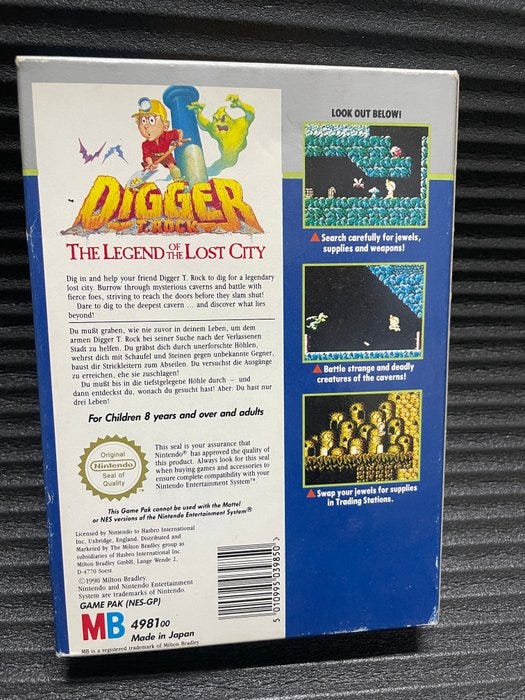 DIGGER
T. ROCK
THE LEGEND OF THE LOST CITY
Dig in and help your friend Digger T. Rock to dig for a legendary
lost city. Burrow through mysterious caverns and battle with
fierce foes, striving to reach the doors before they slam shut!
Dare to dig to the deepest cavern ... and discover what lies
beyond!
Du mußt graben, wie nie zuvor in deinem Leben, um dem
armen Digger T. Rock bei seiner Suche nach der Verlassenen
Stadt zu helfen. Du gräbst dich durch unerforschte Höhlen,
wehrst dich mit Schaufel und Steinen gegen unbekannte Gegner,
baust dir Strickleitern zum Abseilen. Du versuchst die Ausgänge
zu erreichen, ehe sie zuschlagen!
Du mußt bis in die tiefstgelegene Höhle durch – und
dann entdeckst du, wonach du gesucht hast! Aber: Du hast nur
drei Leben!
For Children 8 years and over and adults
Original
Nintendo
Seal of
Quality
This seal is your assurance that
Nintendo® has approved the quality of
this product. Always look for this seal
when buying games and accessories to
ensure complete compatibility with your
Nintendo Entertainment System™
This Game Pak cannot be used with the Mattel
or NES versions of the Nintendo Entertainment System®
Licensed by Nintendo to Hasbro International
Inc, Uxbridge, England. Distributed and
Marketed by The Milton Bradley group as
subsidiaries of Hasbro International Inc.
Milton Bradley GmbH, Lange Wende 2,
D-4770 Soest
©1990 Milton Bradley.
Nintendo and Nintendo Entertainment
System are trademarks of Nintendo.
GAME PAK (NES-GP)
MB 498100
Made in Japan
MB is a registered trademark of Milton Bradley
5 010995 039850 >
LOOK OUT BELOW!
Search carefully for jewels,
supplies and weapons!
Battle strange and deadly
creatures of the caverns!
Swap your jewels for supplies
in Trading Stations.